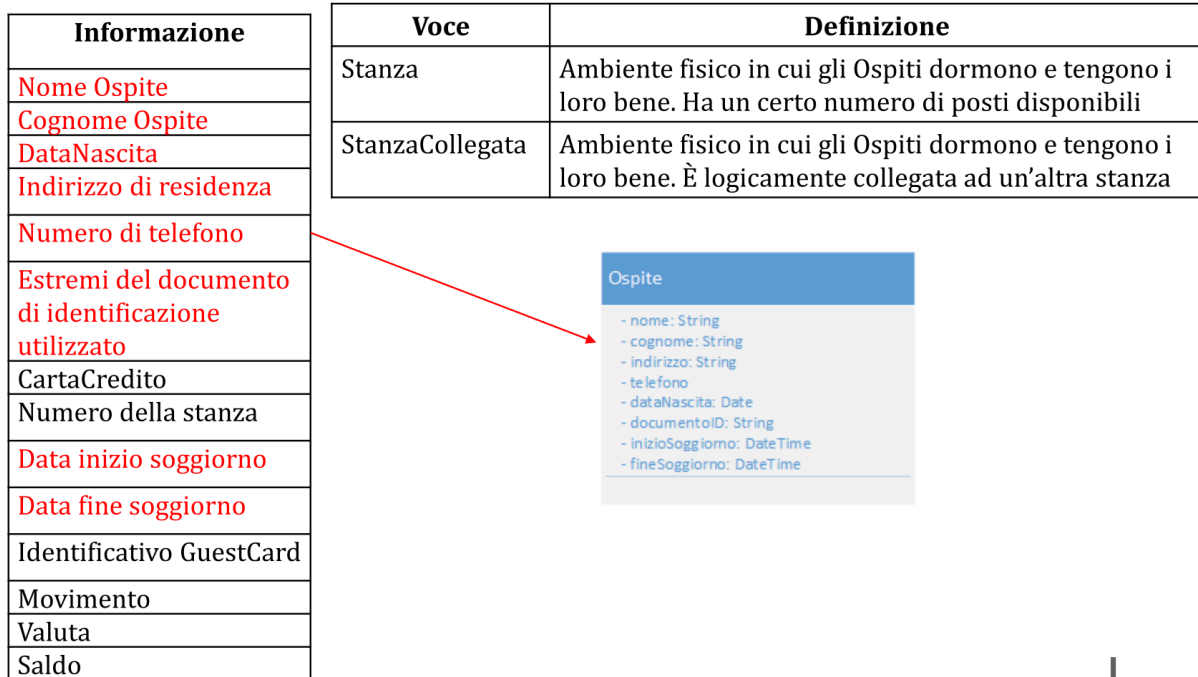 Informazione
Nome Ospite
Cognome Ospite
DataNascita
Indirizzo di residenza
Numero di telefono
Estremi del documento
di identificazione
utilizzato
CartaCredito
Numero della stanza
Data inizio soggiorno
Data fine soggiorno
Identificativo GuestCard
Movimento
Valuta
Saldo
Voce
Definizione
Stanza
Ambiente fisico in cui gli Ospiti dormono e tengono i
loro bene. Ha un certo numero di posti disponibili
StanzaCollegata
Ambiente fisico in cui gli Ospiti dormono e tengono i
loro bene. È logicamente collegata ad un'altra stanza
Ospite
- nome: String
- cognome: String
- indirizzo: String
- telefono
- dataNascita: Date
- documentoID: String
- inizioSoggiorno: DateTime
- fineSoggiorno: DateTime